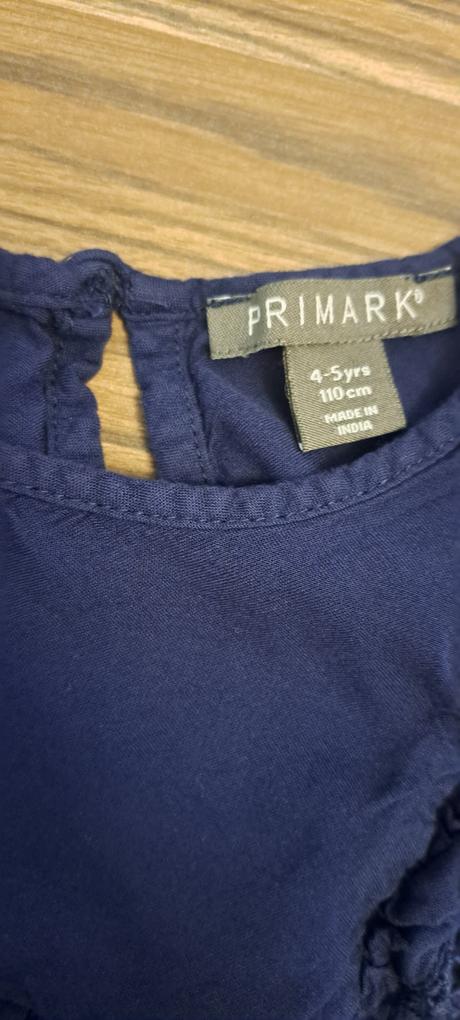 PRIMARK®
4-5yrs
110cm
MADE IN
INDIA